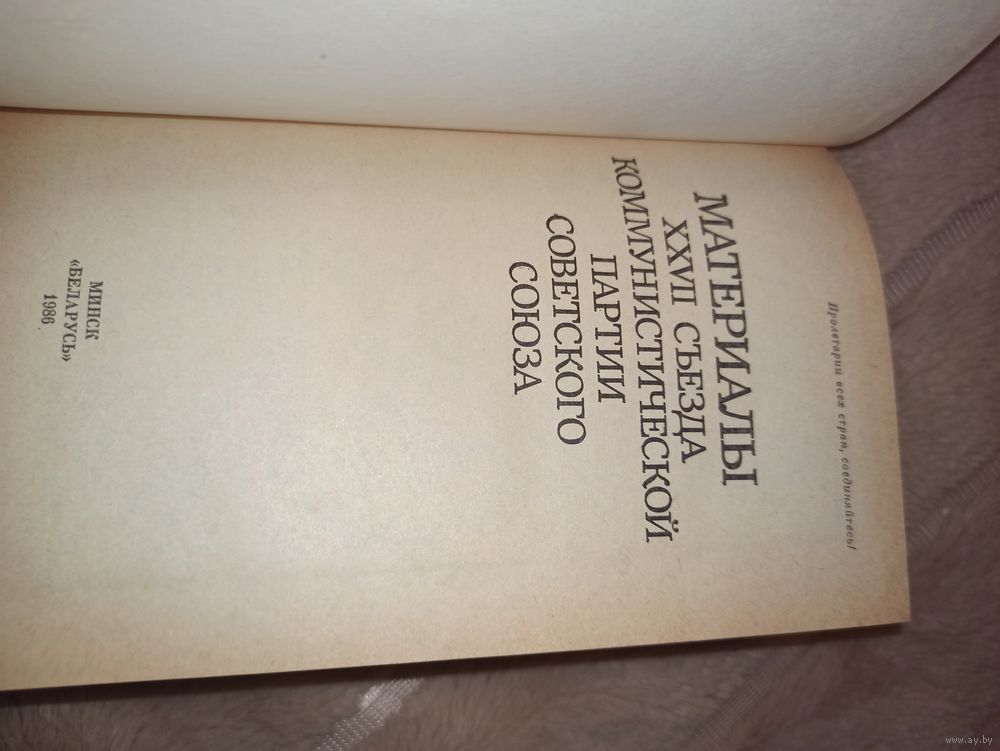 Пролетарии всех стран, соединяйтесь!
МАТЕРИАЛЫ
XXVII СЪЕЗДА
КОММУНИСТИЧЕСКОЙ
ПАРТИИ
СОВЕТСКОГО
СОЮЗА
МИНСК
«БЕЛАРУСЬ»
1986
www.ay.by